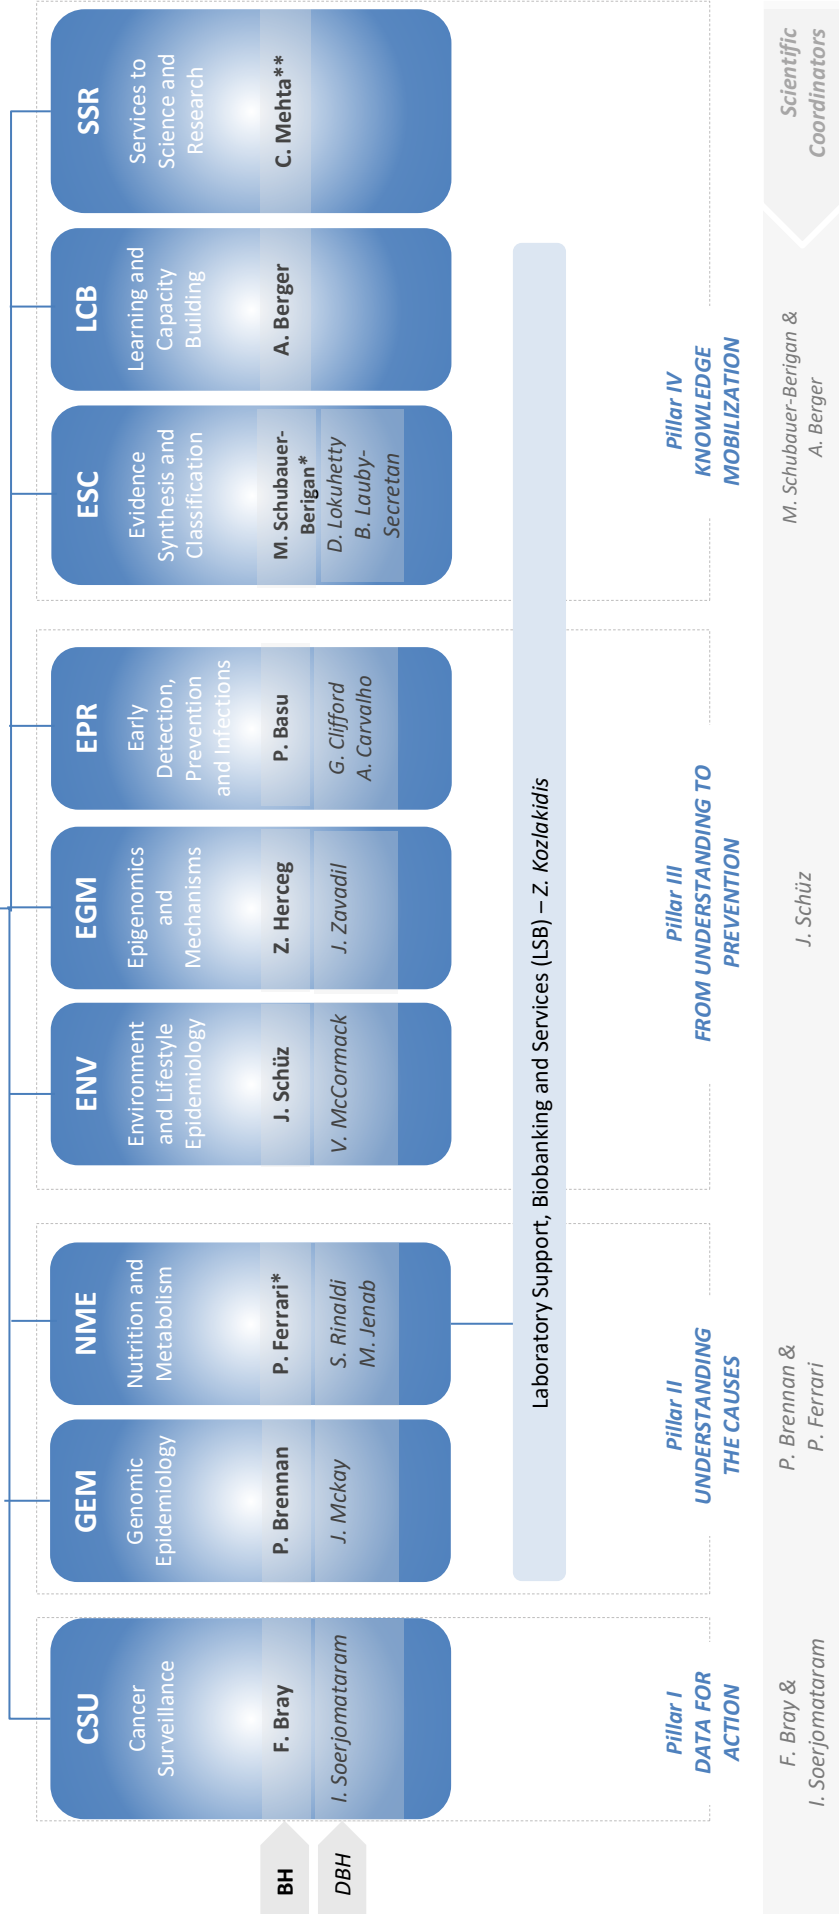 CSU
Cancer
Surveillance
F. Bray
I. Soerjomataram
GEM
Genomic
Epidemiology
P. Brennan
J. Mckay
NME
Nutrition and
Metabolism
P. Ferrari*
S. Rinaldi
M. Jenab
ENV
Environment
and Lifestyle
Epidemiology
J. Schüz
V. McCormack
EGM
Epigenomics
and
Mechanisms
Z. Herceg
J. Zavadil
EPR
Early
Detection,
Prevention
and Infections
P. Basu
G. Clifford
A. Carvalho
ESC
Evidence
Synthesis and
Classification
M. Schubauer-
Berigan*
D. Lokuhetty
B. Lauby-
Secretan
LCB
Learning and
Capacity
Building
A. Berger
SSR
Services to
Science and
Research
C. Mehta**
BH
DBH
Laboratory Support, Biobanking and Services (LSB) – Z. Kozlakidis
Pillar I
DATA FOR
ACTION
Pillar II
UNDERSTANDING
THE CAUSES
Pillar III
FROM UNDERSTANDING TO
PREVENTION
Pillar IV
KNOWLEDGE
MOBILIZATION
F. Bray &
I. Soerjomataram
P. Brennan &
P. Ferrari
J. Schüz
M. Schubauer-Berigan &
A. Berger
Scientific
Coordinators